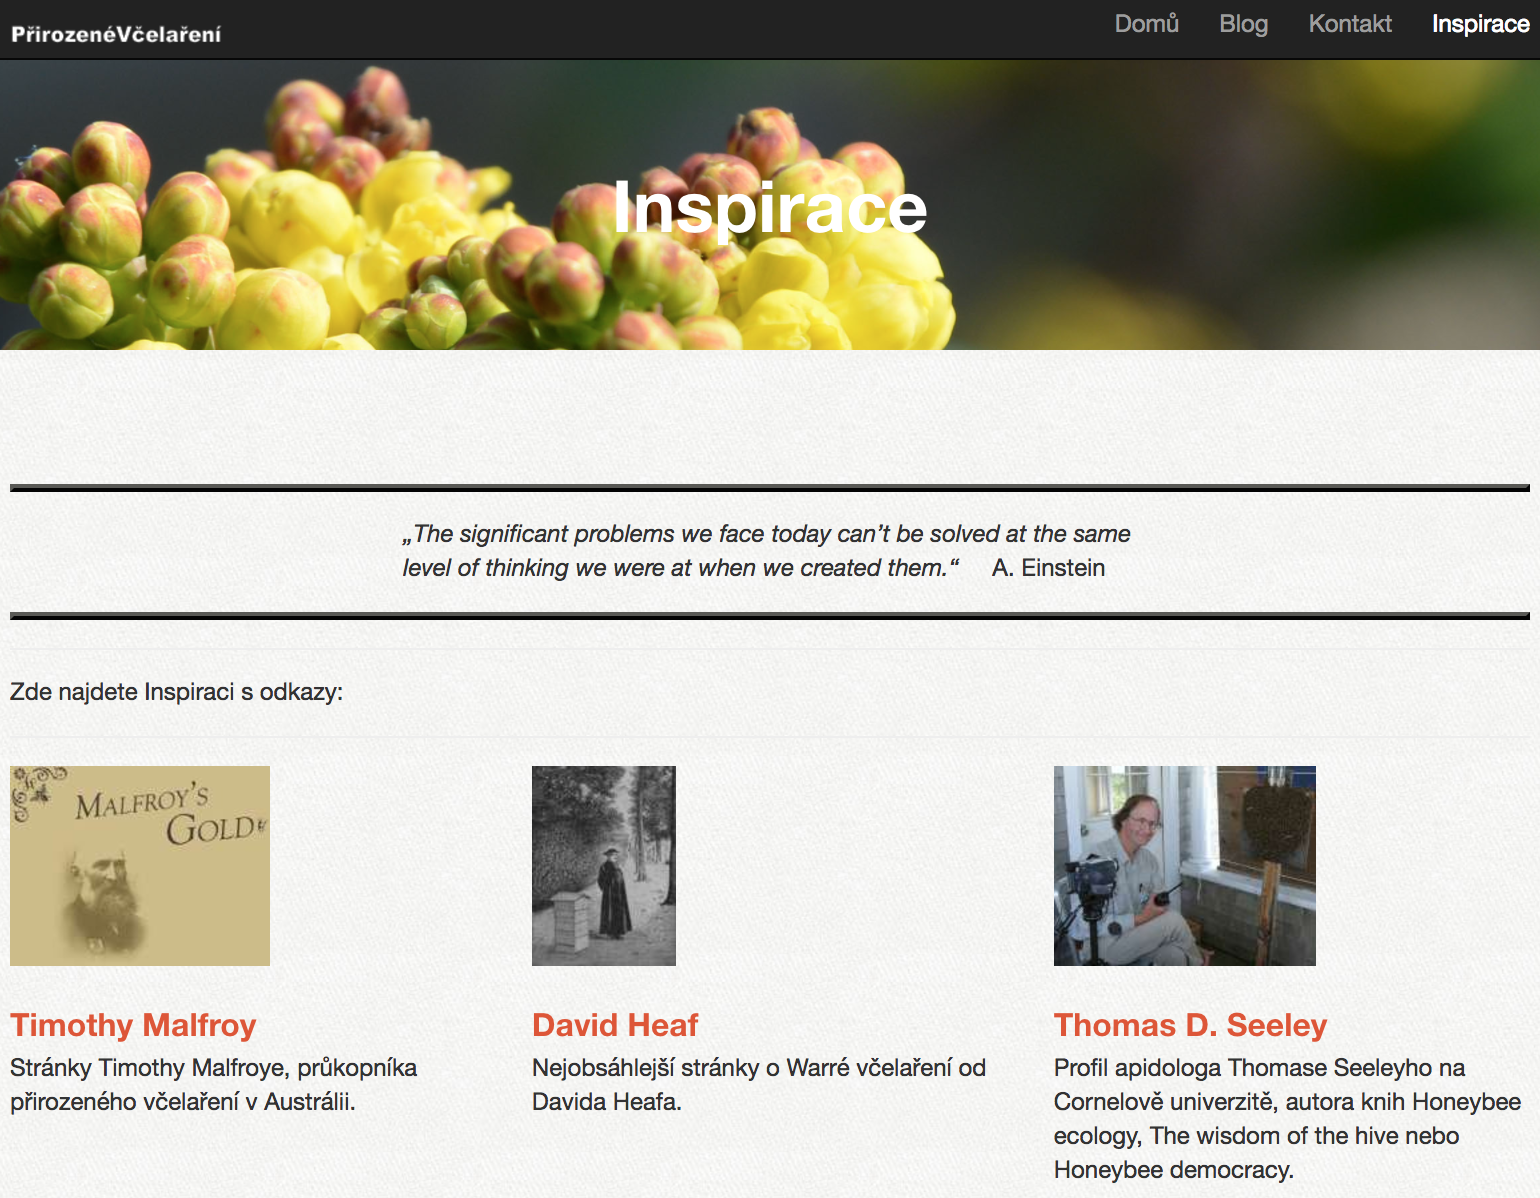 PřirozenéVčelaření
Domů Blog Kontakt Inspirace
Inspirace
„The significant problems we face today can’t be solved at the same
level of thinking we were at when we created them.“ A. Einstein
Zde najdete Inspiraci s odkazy:
MALFROY'S
GOLD
Timothy Malfroy
Stránky Timothy Malfroye, průkopníka
přirozeného včelaření v Austrálii.
David Heaf
Nejobsáhlejší stránky o Warré včelaření od
Davida Heafa.
Thomas D. Seeley
Profil apidologa Thomase Seeleyho na
Cornelově univerzitě, autora knih Honeybee
ecology, The wisdom of the hive nebo
Honeybee democracy.